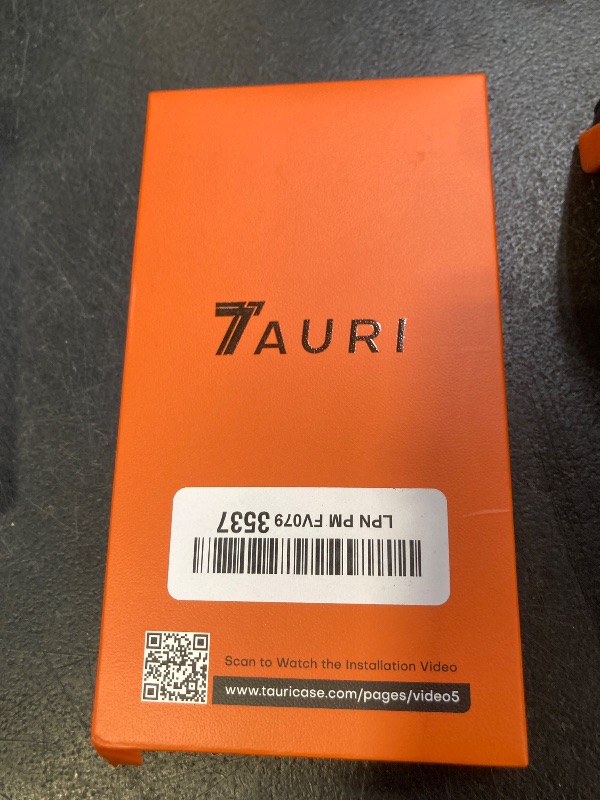 TAURI
LPN PM FV079 3537
Scan to Watch the Installation Video
www.tauricase.com/pages/video5